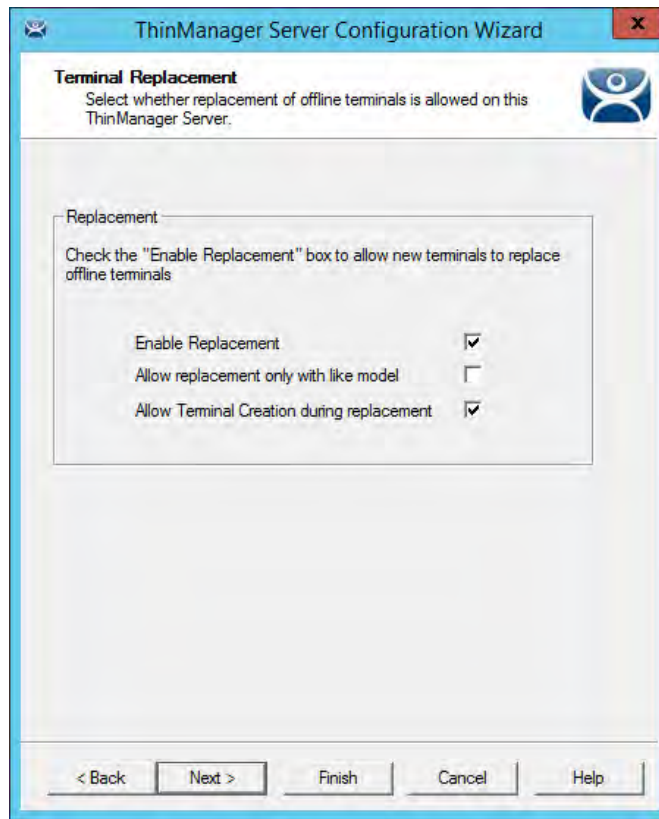 ThinManager Server Configuration Wizard
x
Terminal Replacement
Select whether replacement of offline terminals is allowed on this
ThinManager Server.
Replacement
Check the "Enable Replacement" box to allow new terminals to replace
offline terminals
Enable Replacement
Allow replacement only with like model
Allow Terminal Creation during replacement
< Back Next > Finish Cancel Help